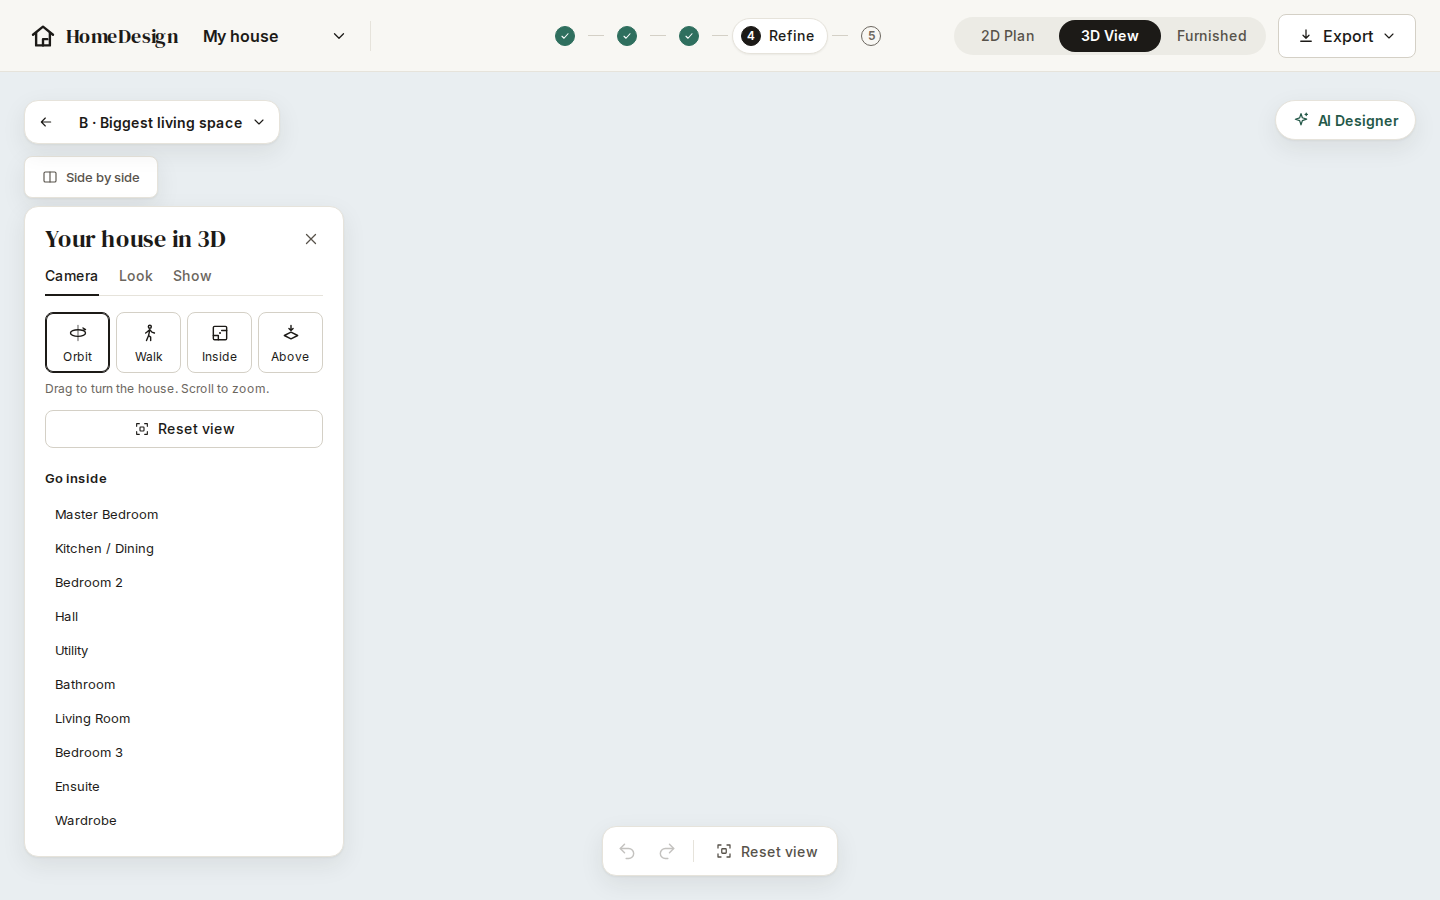 HomeDesign
My house
4 Refine
5
2D Plan
3D View
Furnished
Export
B · Biggest living space
AI Designer
Side by side
Your house in 3D
Camera
Look
Show
Orbit
Walk
Inside
Above
Drag to turn the house. Scroll to zoom.
Reset view
Go inside
Master Bedroom
Kitchen / Dining
Bedroom 2
Hall
Utility
Bathroom
Living Room
Bedroom 3
Ensuite
Wardrobe
Reset view